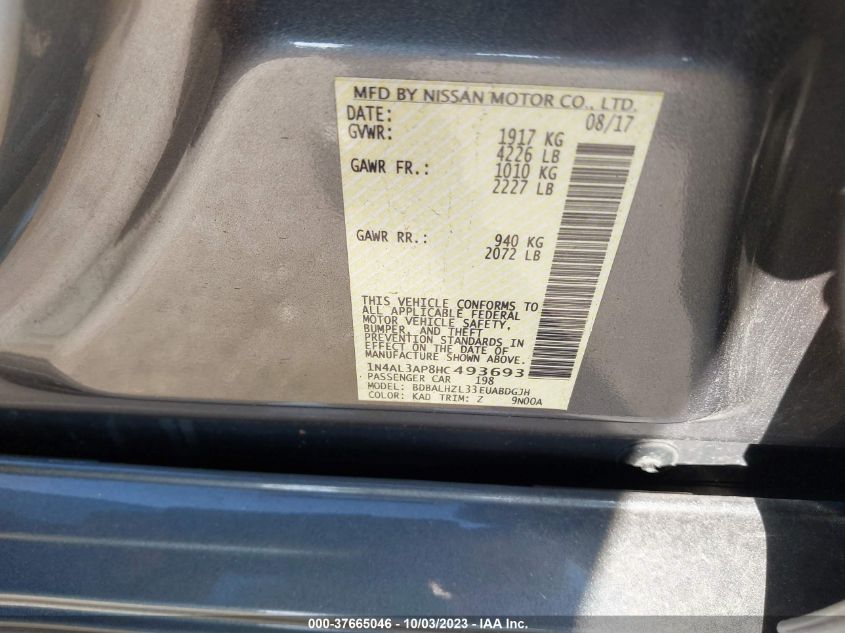 MFD BY NISSAN MOTOR CO., LTD.
DATE: 08/17
GVWR: 1917 KG
4226 LB
GAWR FR.: 1010 KG
2227 LB
GAWR RR.: 940 KG
2072 LB
THIS VEHICLE CONFORMS TO
ALL APPLICABLE FEDERAL
MOTOR VEHICLE SAFETY,
BUMPER, AND THEFT
PREVENTION STANDARDS IN
EFFECT ON THE DATE OF
MANUFACTURE SHOWN ABOVE.
1N4AL3AP8HC493693
PASSENGER CAR 198
MODEL: BDBALHZL33EUABDGJH
COLOR: KAD TRIM: Z 9N00A
000-37665046 - 10/03/2023 - IAA Inc.